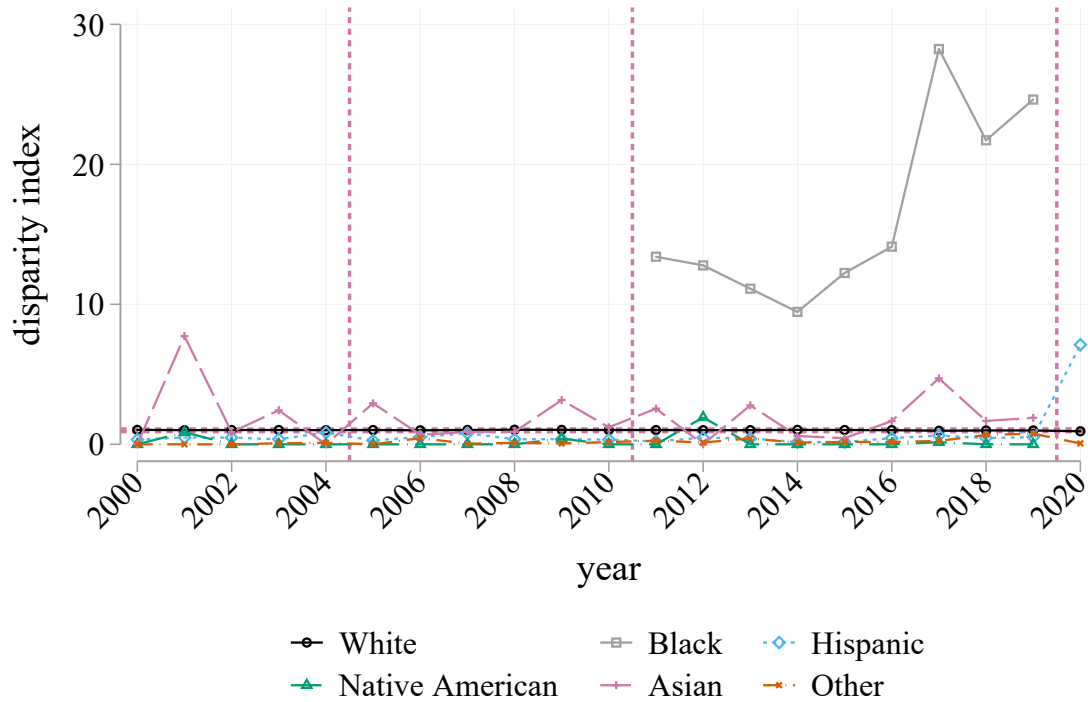 30
20
10
0
disparity index
2000 2002 2004 2006 2008 2010 2012 2014 2016 2018 2020
year
White Black Hispanic
Native American Asian Other